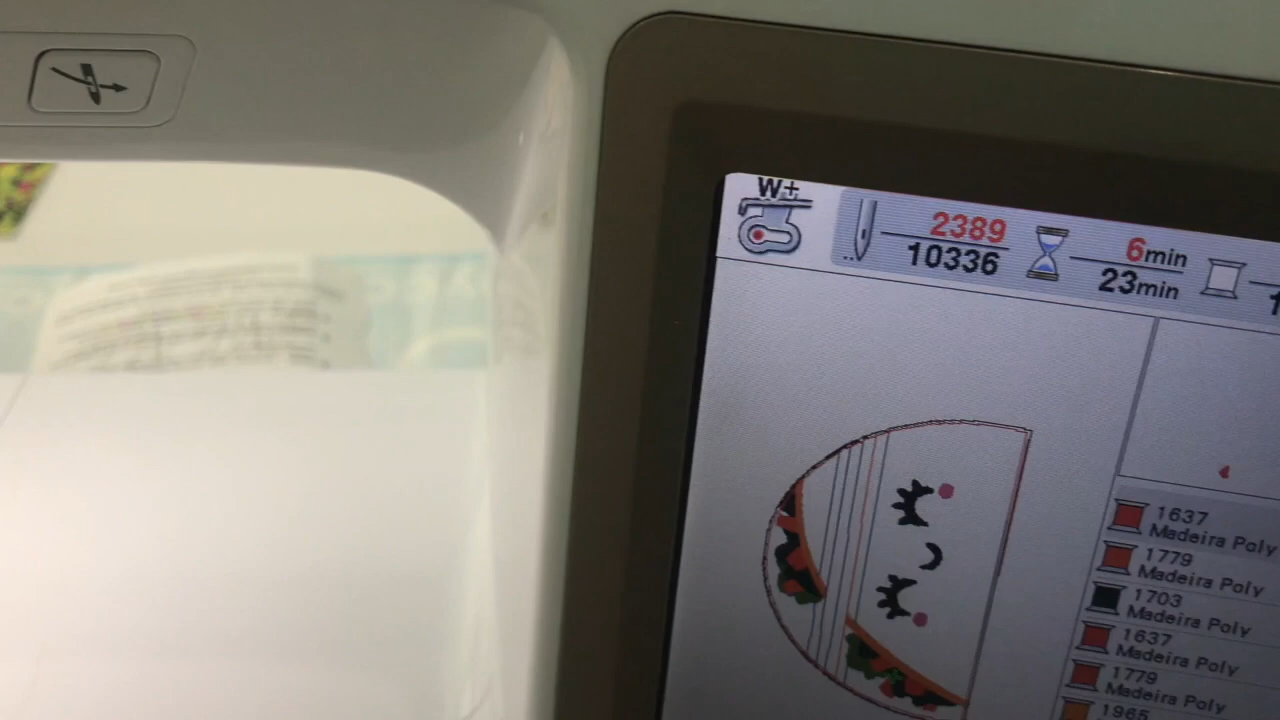 W+
2389
10336
6min
23min
1637
Madeira Poly
1779
Madeira Poly
1703
Madeira Poly
1637
Madeira Poly
1779
Madeira Poly
1965